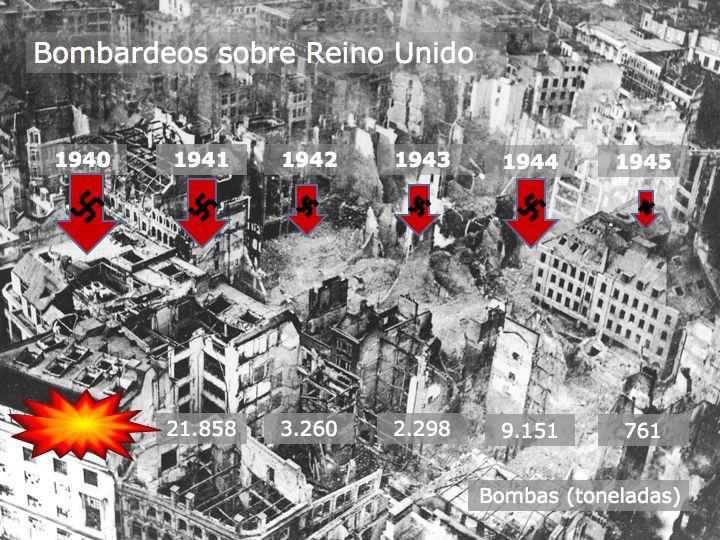 Bombardeos sobre Reino Unido
1940 1941 1942 1943 1944 1945
21.858 3.260 2.298 9.151 761
Bombas (toneladas)